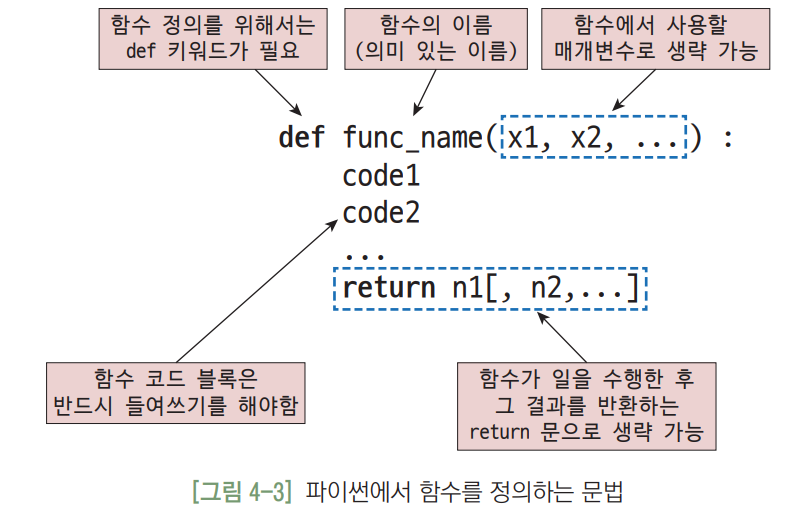 함수 정의를 위해서는
def 키워드가 필요
함수의 이름
(의미 있는 이름)
함수에서 사용할
매개변수로 생략 가능
def func_name(x1, x2, ...) :
code1
code2
...
return n1[, n2,...]
함수 코드 블록은
반드시 들여쓰기를 해야함
함수가 일을 수행한 후
그 결과를 반환하는
return 문으로 생략 가능
[그림 4-3] 파이썬에서 함수를 정의하는 문법